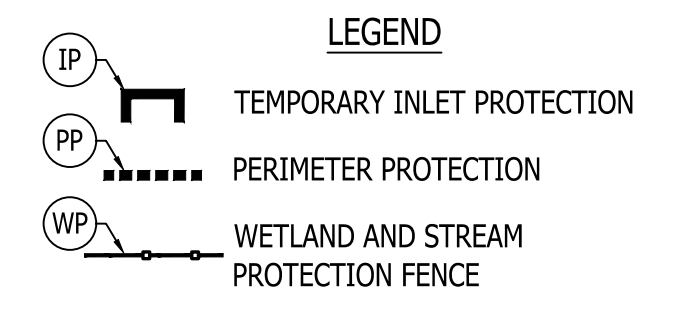 LEGEND
IP
TEMPORARY INLET PROTECTION
PP
PERIMETER PROTECTION
WP
WETLAND AND STREAM
PROTECTION FENCE